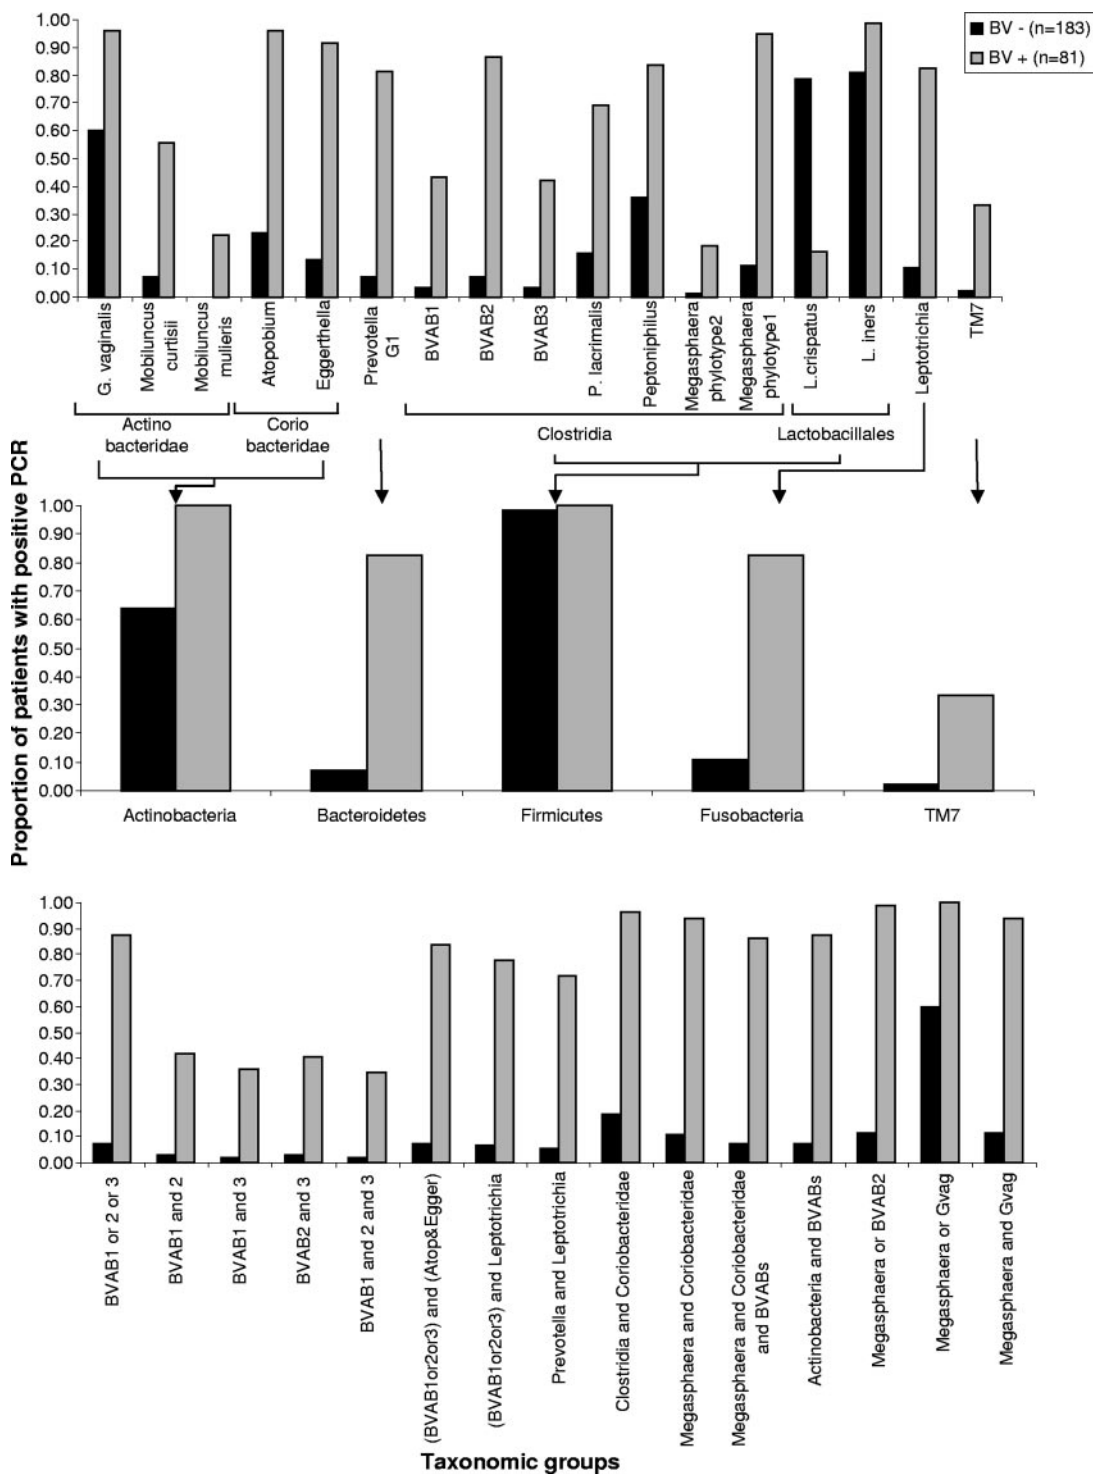 BV - (n=183)
BV + (n=81)
1.00
0.90
0.80
0.70
0.60
0.50
0.40
0.30
0.20
0.10
0.00
G. vaginalis
Mobiluncus
curtisii
Mobiluncus
mulieris
Atopobium
Eggerthella
Prevotella
G1
BVAB1
BVAB2
BVAB3
P. lacrimalis
Peptoniphilus
Megasphaera
phylotype2
Megasphaera
phylotype1
L.crispatus
L. iners
Leptotrichia
TM7
Actino
bacteridae
Corio
bacteridae
Clostridia
Lactobacillales
Proportion of patients with positive PCR
1.00
0.90
0.80
0.70
0.60
0.50
0.40
0.30
0.20
0.10
0.00
Actinobacteria
Bacteroidetes
Firmicutes
Fusobacteria
TM7
1.00
0.90
0.80
0.70
0.60
0.50
0.40
0.30
0.20
0.10
0.00
BVAB1 or 2 or 3
BVAB1 and 2
BVAB1 and 3
BVAB2 and 3
BVAB1 and 2 and 3
(BVAB1or2or3) and (Atop&Egger)
(BVAB1or2or3) and Leptotrichia
Prevotella and Leptotrichia
Clostridia and Coriobacteridae
Megasphaera and Coriobacteridae
Megasphaera and Coriobacteridae
and BVABs
Actinobacteria and BVABs
Megasphaera or BVAB2
Megasphaera or Gvag
Megasphaera and Gvag
Taxonomic groups